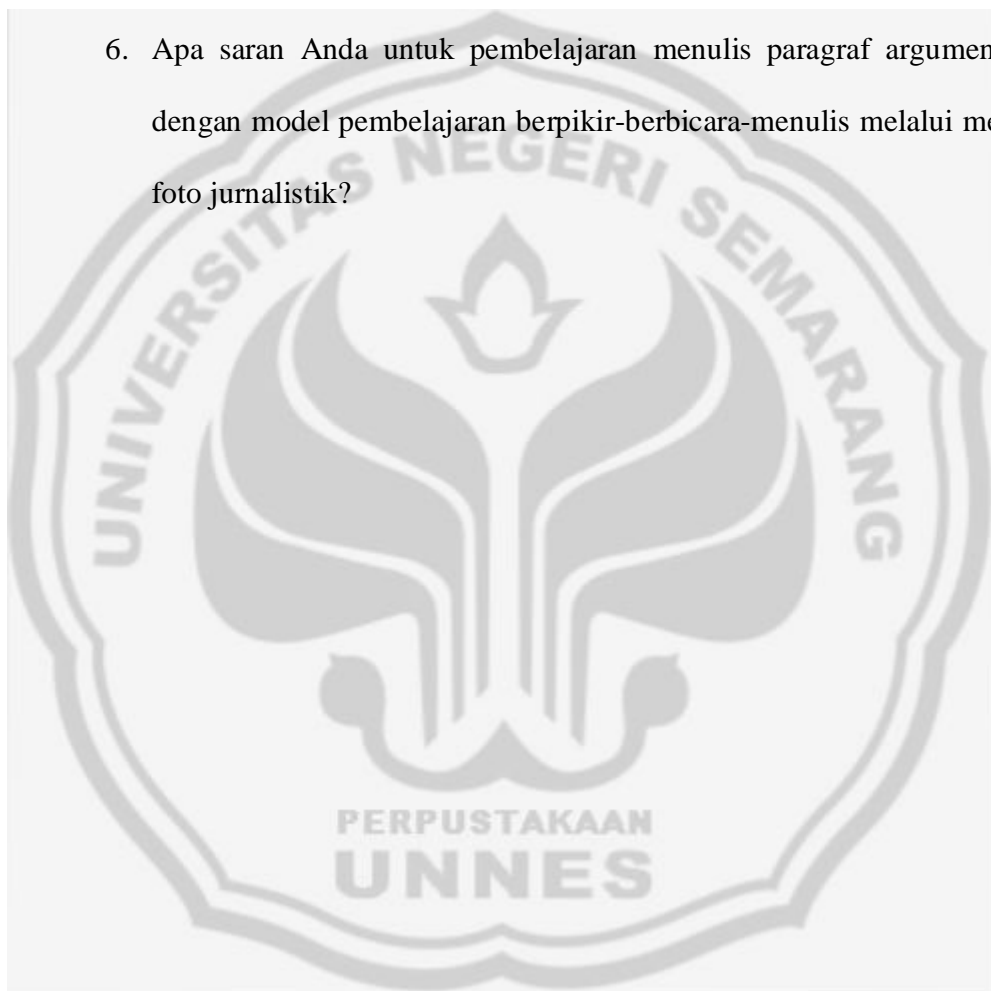 6. Apa saran Anda untuk pembelajaran menulis paragraf argumen
dengan model pembelajaran berpikir-berbicara-menulis melalui me
foto jurnalistik?
UNIVERSITAS NEGERI SEMARANG
PERPUSTAKAAN
UNNES